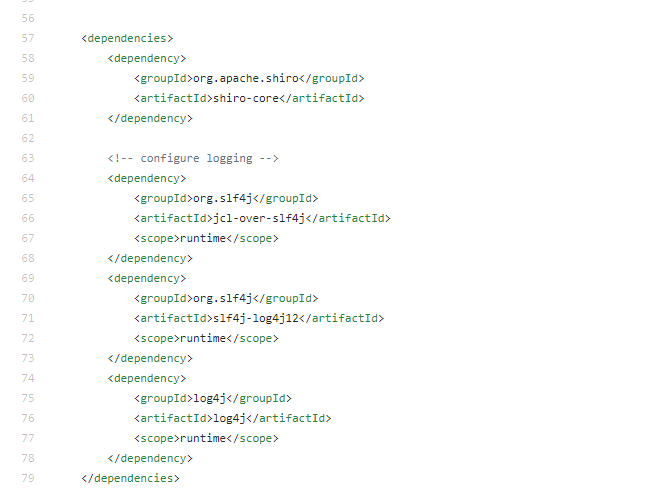 55
56
57 <dependencies>
58 <dependency>
59 <groupId>org.apache.shiro</groupId>
60 <artifactId>shiro-core</artifactId>
61 </dependency>
62
63 <!-- configure logging -->
64 <dependency>
65 <groupId>org.slf4j</groupId>
66 <artifactId>jcl-over-slf4j</artifactId>
67 <scope>runtime</scope>
68 </dependency>
69 <dependency>
70 <groupId>org.slf4j</groupId>
71 <artifactId>slf4j-log4j12</artifactId>
72 <scope>runtime</scope>
73 </dependency>
74 <dependency>
75 <groupId>log4j</groupId>
76 <artifactId>log4j</artifactId>
77 <scope>runtime</scope>
78 </dependency>
79 </dependencies>